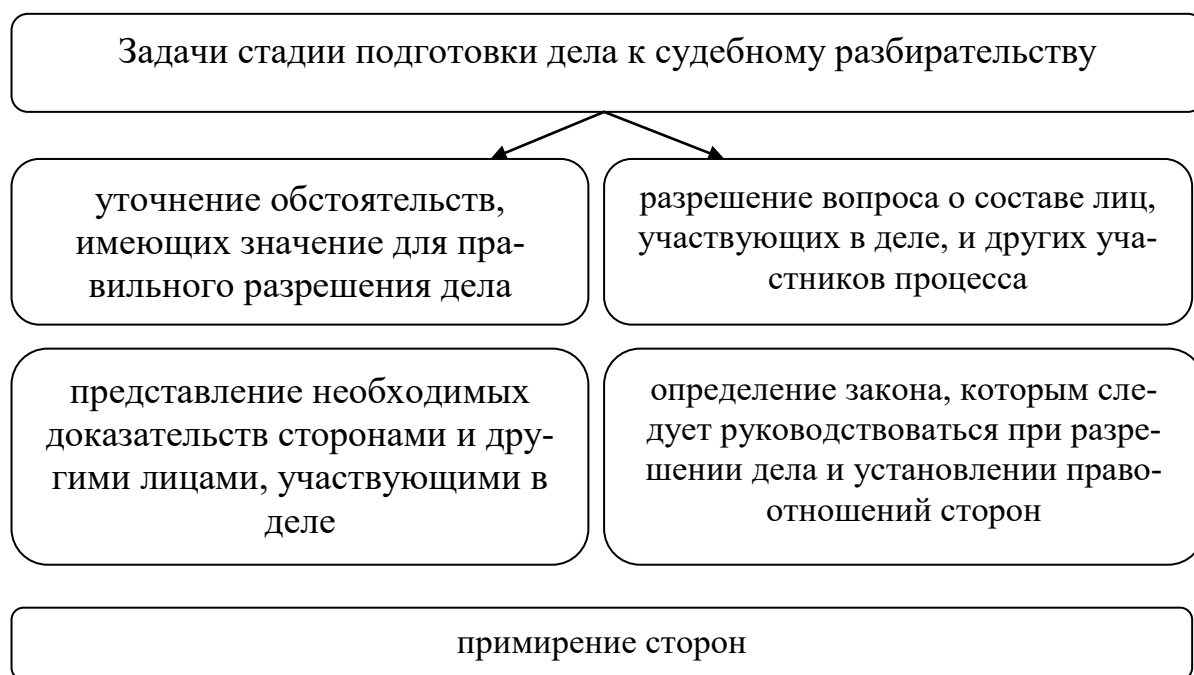 Задачи стадии подготовки дела к судебному разбирательству
уточнение обстоятельств,
имеющих значение для пра-
вильного разрешения дела
разрешение вопроса о составе лиц,
участвующих в деле, и других уча-
стников процесса
представление необходимых
доказательств сторонами и дру-
гими лицами, участвующими в
деле
определение закона, которым сле-
дует руководствоваться при разре-
шении дела и установлении право-
отношений сторон
примирение сторон